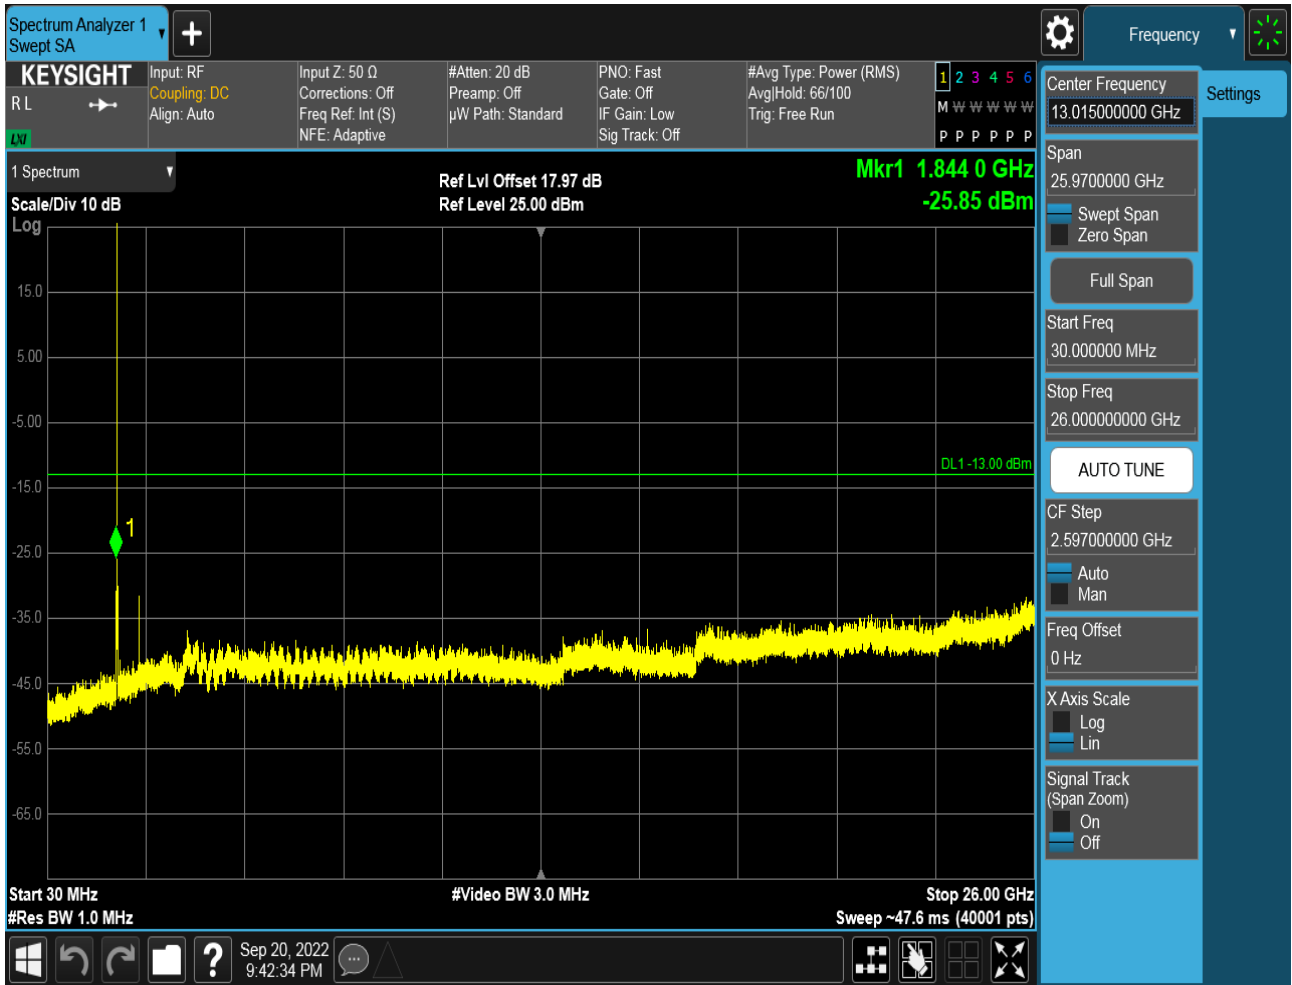 Spectrum Analyzer 1
Swept SA
Frequency
KEYSIGHT
R L
LXI
Input: RF
Coupling: DC
Align: Auto
Input Z: 50 Ω
Corrections: Off
Freq Ref: Int (S)
NFE: Adaptive
#Atten: 20 dB
Preamp: Off
µW Path: Standard
PNO: Fast
Gate: Off
IF Gain: Low
Sig Track: Off
#Avg Type: Power (RMS)
Avg|Hold: 66/100
Trig: Free Run
1 2 3 4 5 6
M W W W W W
P P P P P P
1 Spectrum
Scale/Div 10 dB
Log
Ref Lvl Offset 17.97 dB
Ref Level 25.00 dBm
Mkr1 1.844 0 GHz
-25.85 dBm
15.0
5.00
-5.00
DL1 -13.00 dBm
-15.0
1
-25.0
-35.0
-45.0
-55.0
-65.0
Start 30 MHz
#Video BW 3.0 MHz
Stop 26.00 GHz
#Res BW 1.0 MHz
Sweep ~47.6 ms (40001 pts)
Center Frequency
13.015000000 GHz
Settings
Span
25.9700000 GHz
Swept Span
Zero Span
Full Span
Start Freq
30.000000 MHz
Stop Freq
26.000000000 GHz
AUTO TUNE
CF Step
2.597000000 GHz
Auto
Man
Freq Offset
0 Hz
X Axis Scale
Log
Lin
Signal Track
(Span Zoom)
On
Off
?
Sep 20, 2022
9:42:34 PM